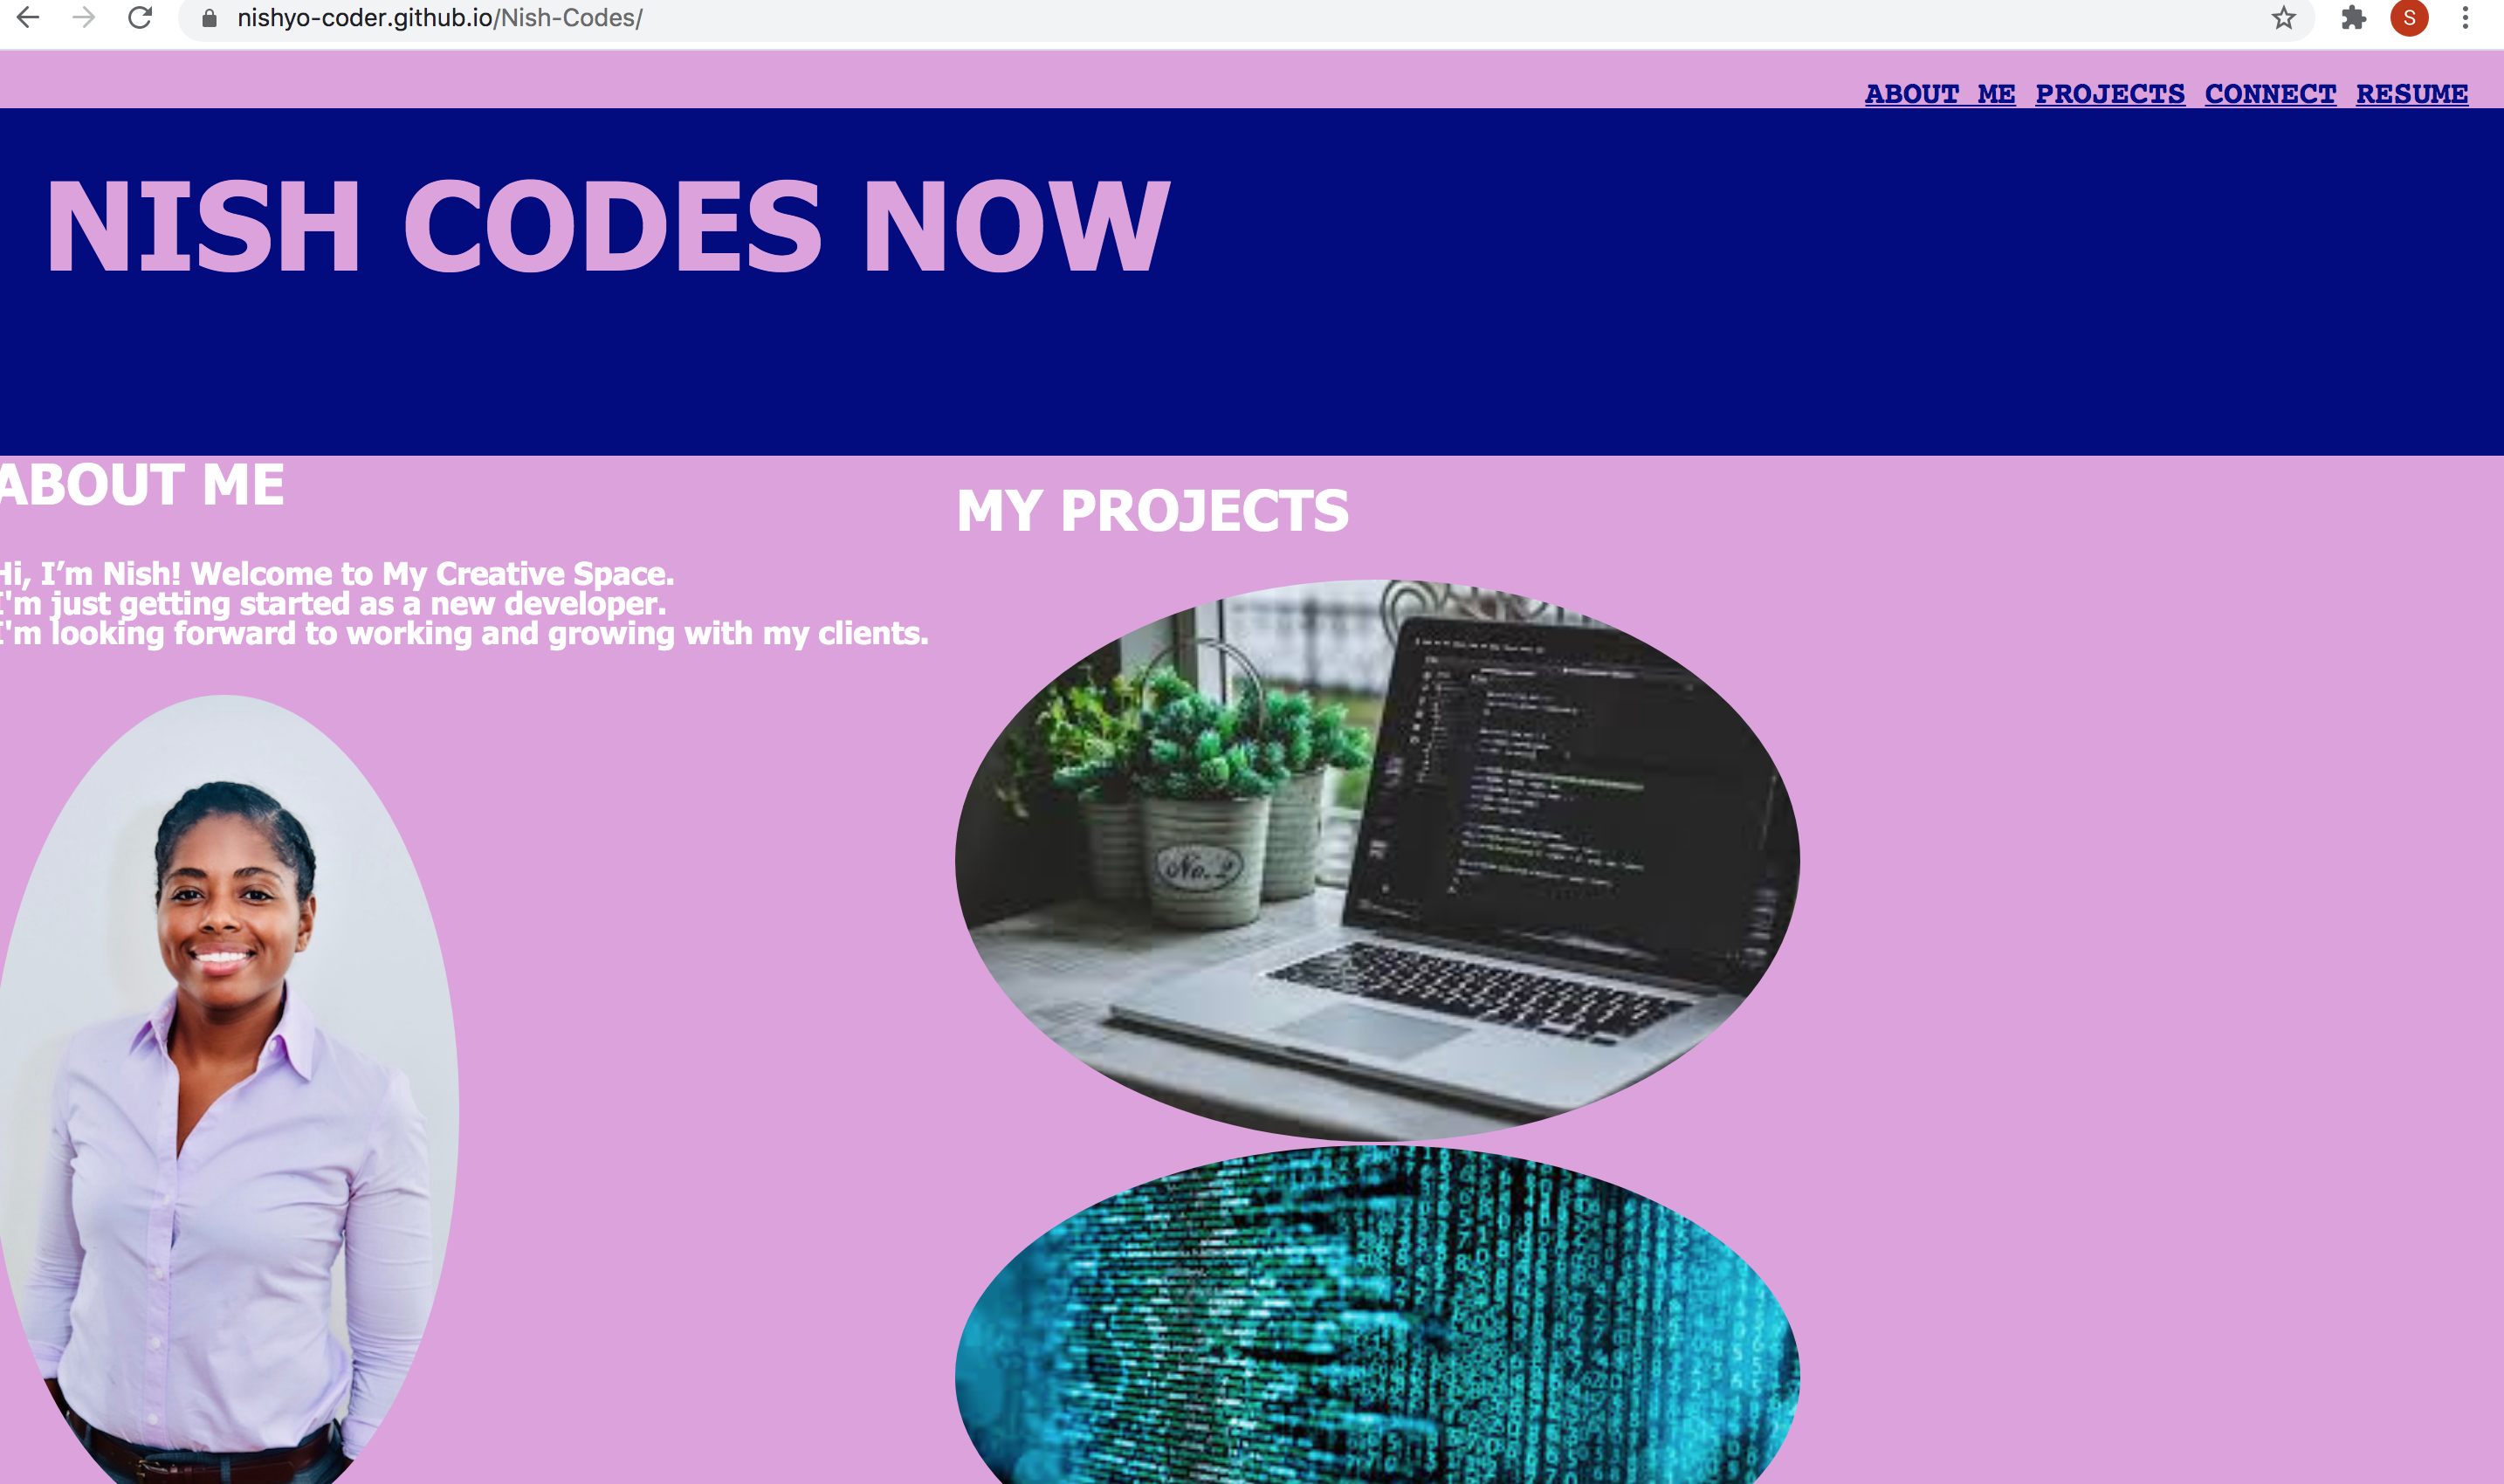 nishyo-coder.github.io/Nish-Codes/
S
ABOUT ME PROJECTS CONNECT RESUME
NISH CODES NOW
ABOUT ME
Hi, I’m Nish! Welcome to My Creative Space.
I'm just getting started as a new developer.
I'm looking forward to working and growing with my clients.
MY PROJECTS
No. 2